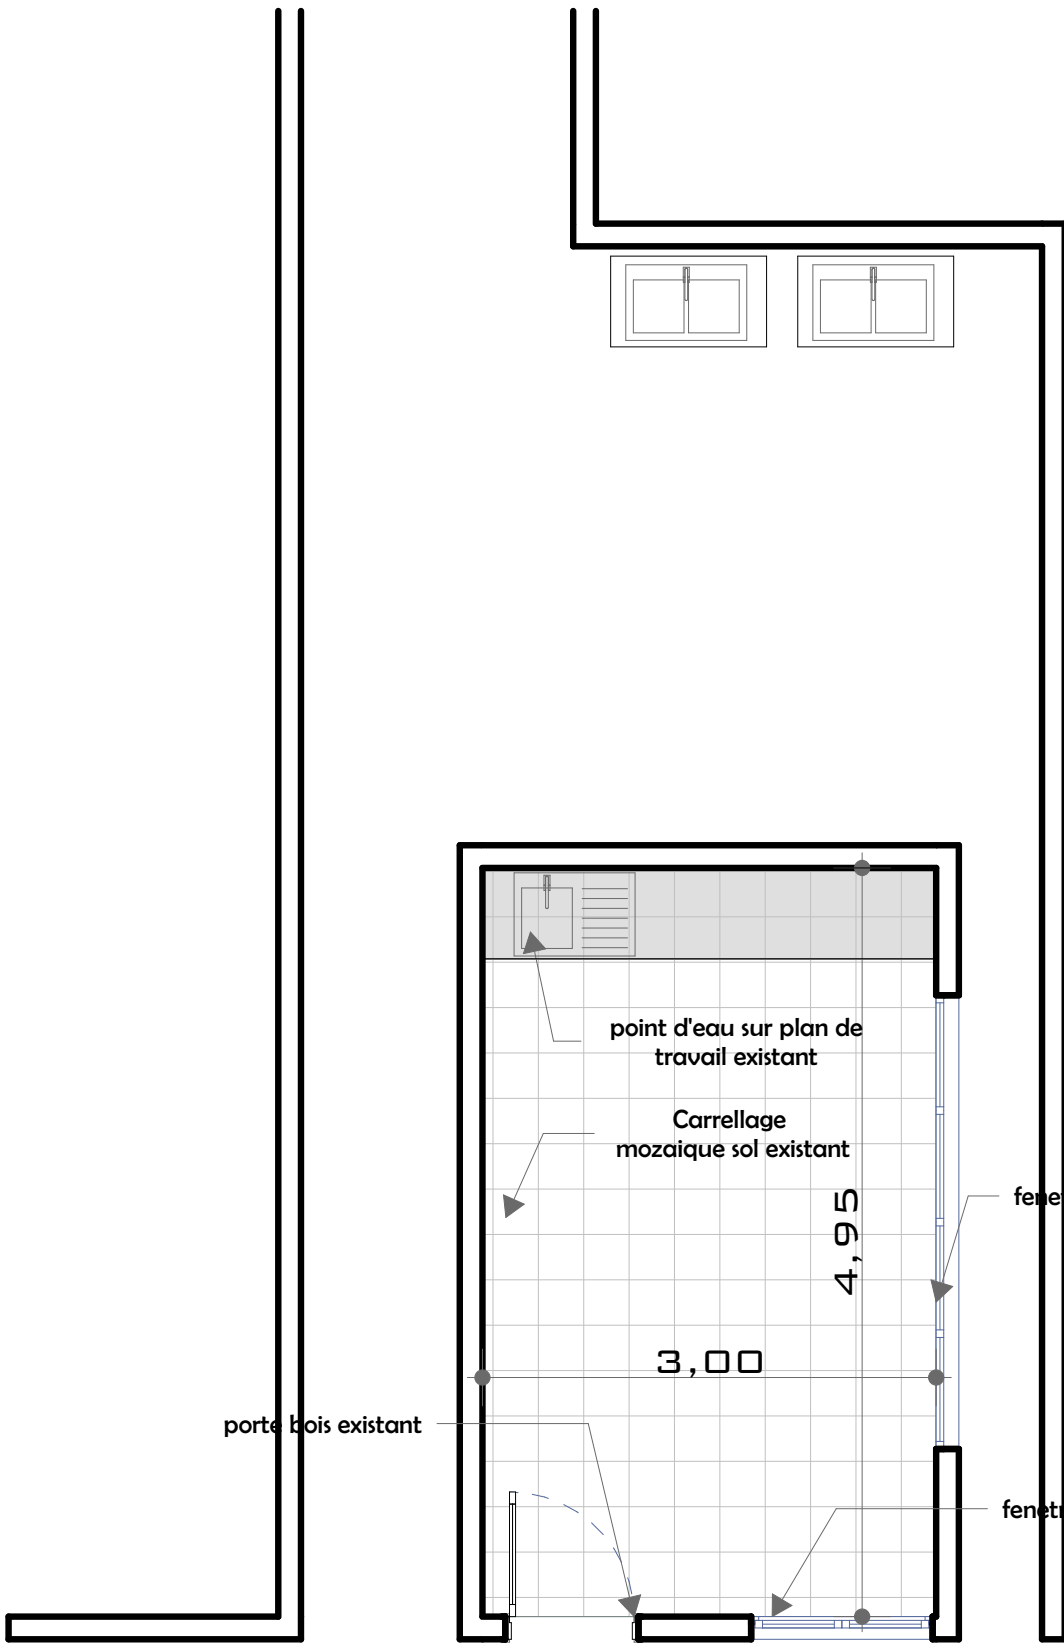 point d'eau sur plan de
travail existant
Carrellage
mozaique sol existant
4,95
3,00
porte bois existant